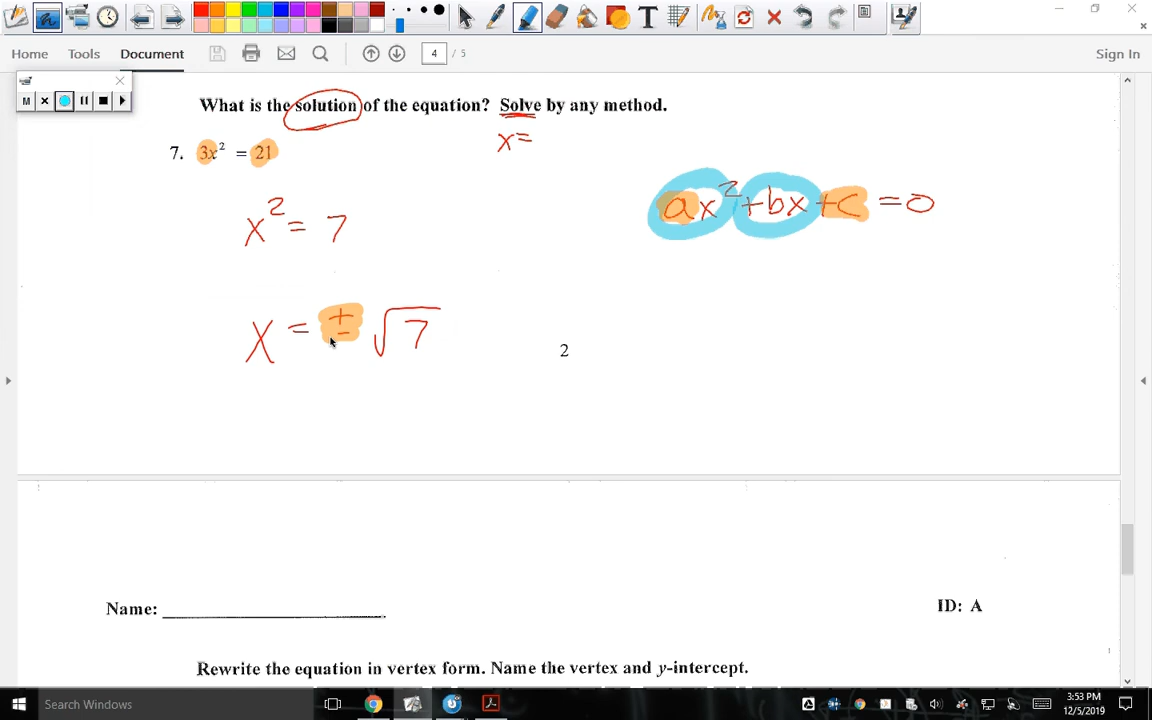 4 / 5
Home Tools Document Sign In
M
What is the solution of the equation? Solve by any method.
x=
7. 3x² = 21
ax² + bx + c = 0
x² = 7
x = ± √7
2
Name:
ID: A
Rewrite the equation in vertex form. Name the vertex and y-intercept.
Search Windows
3:53 PM
12/5/2019